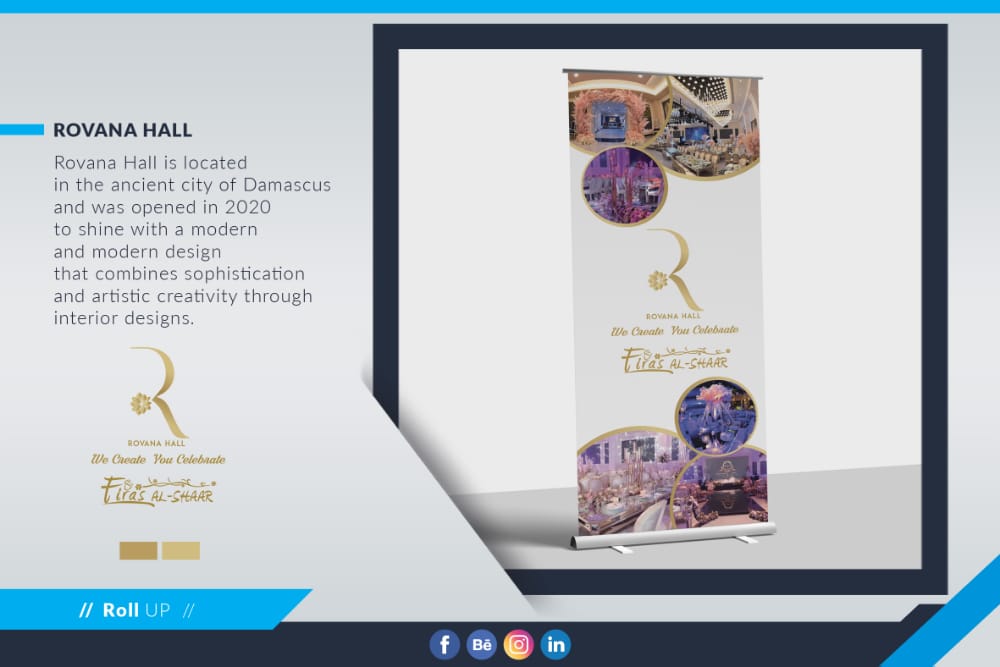 ROVANA HALL
Rovana Hall is located
in the ancient city of Damascus
and was opened in 2020
to shine with a modern
and modern design
that combines sophistication
and artistic creativity through
interior designs.
R
ROVANA HALL
We Create You Celebrate
Firas AL-SHAAR
// Roll UP //
R
ROVANA HALL
We Create You Celebrate
Firas AL-SHAAR
f
Bē
in